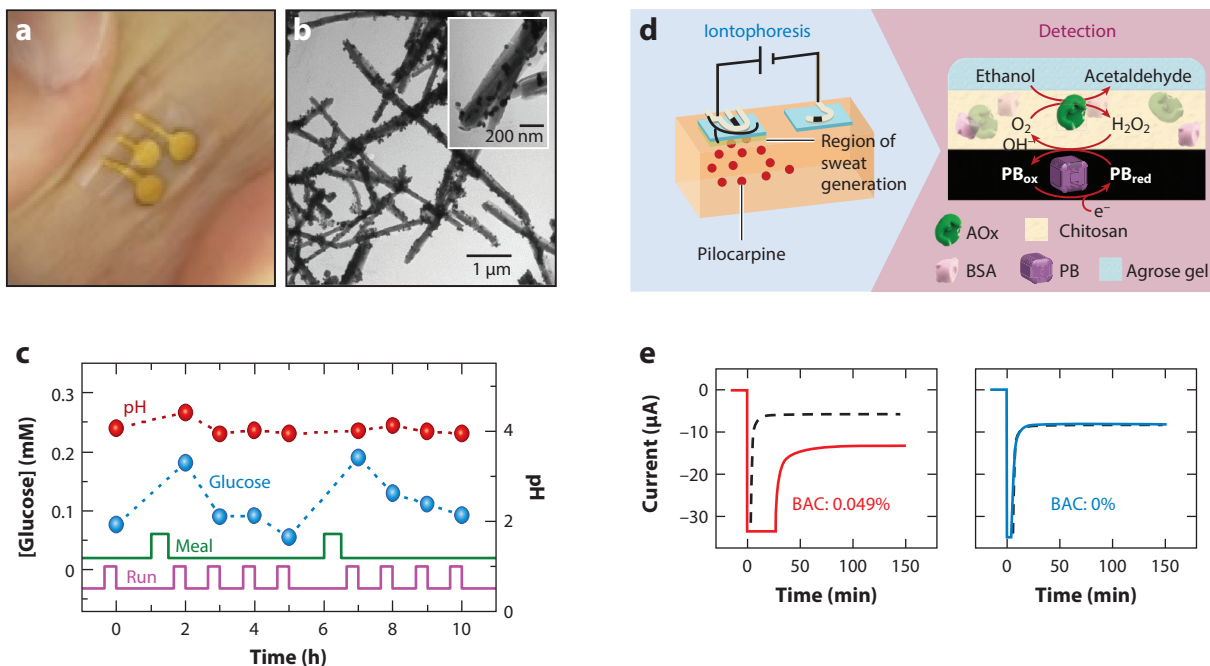 a
b
200 nm
1 µm
c
0.3
0.2
0.1
0
[Glucose] (mM)
pH
Glucose
Meal
Run
4
2
0
pH
0
2
4
6
8
10
Time (h)
d
Iontophoresis
Region of
sweat
generation
Pilocarpine
Detection
Ethanol
Acetaldehyde
O2
H2O2
OH–
PBox
PBred
e–
AOx
Chitosan
BSA
PB
Agrose gel
e
0
–10
–20
–30
Current (µA)
BAC: 0.049%
0
50
100
150
Time (min)
BAC: 0%
0
50
100
150
Time (min)